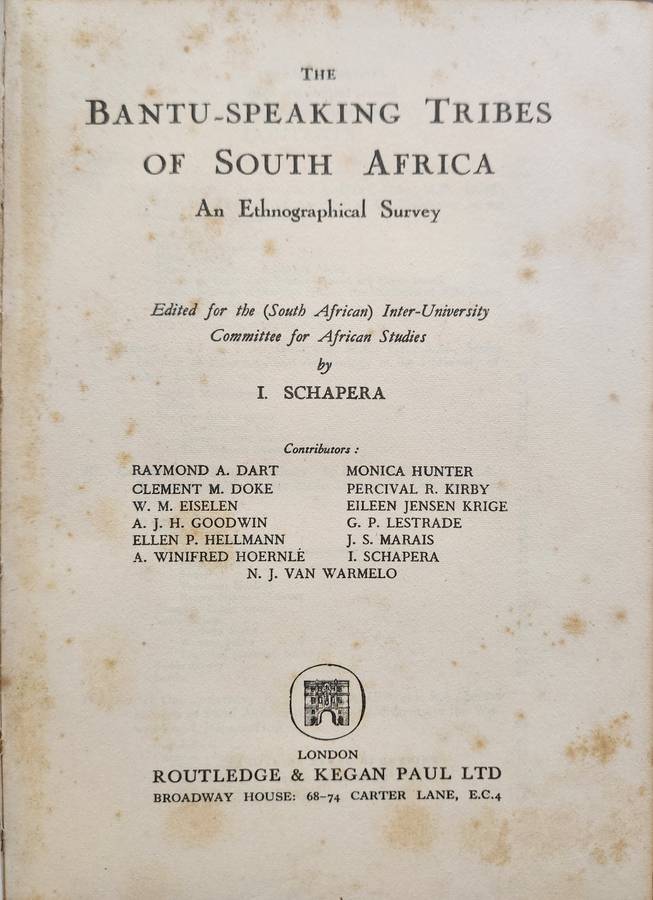 THE
BANTU-SPEAKING TRIBES
OF SOUTH AFRICA
An Ethnographical Survey
Edited for the (South African) Inter-University
Committee for African Studies
by
I. SCHAPERA
Contributors :
RAYMOND A. DART
CLEMENT M. DOKE
W. M. EISELEN
A. J. H. GOODWIN
ELLEN P. HELLMANN
A. WINIFRED HOERNLÉ
MONICA HUNTER
PERCIVAL R. KIRBY
EILEEN JENSEN KRIGE
G. P. LESTRADE
J. S. MARAIS
I. SCHAPERA
N. J. VAN WARMELO
LONDON
ROUTLEDGE & KEGAN PAUL LTD
BROADWAY HOUSE: 68-74 CARTER LANE, E.C.4